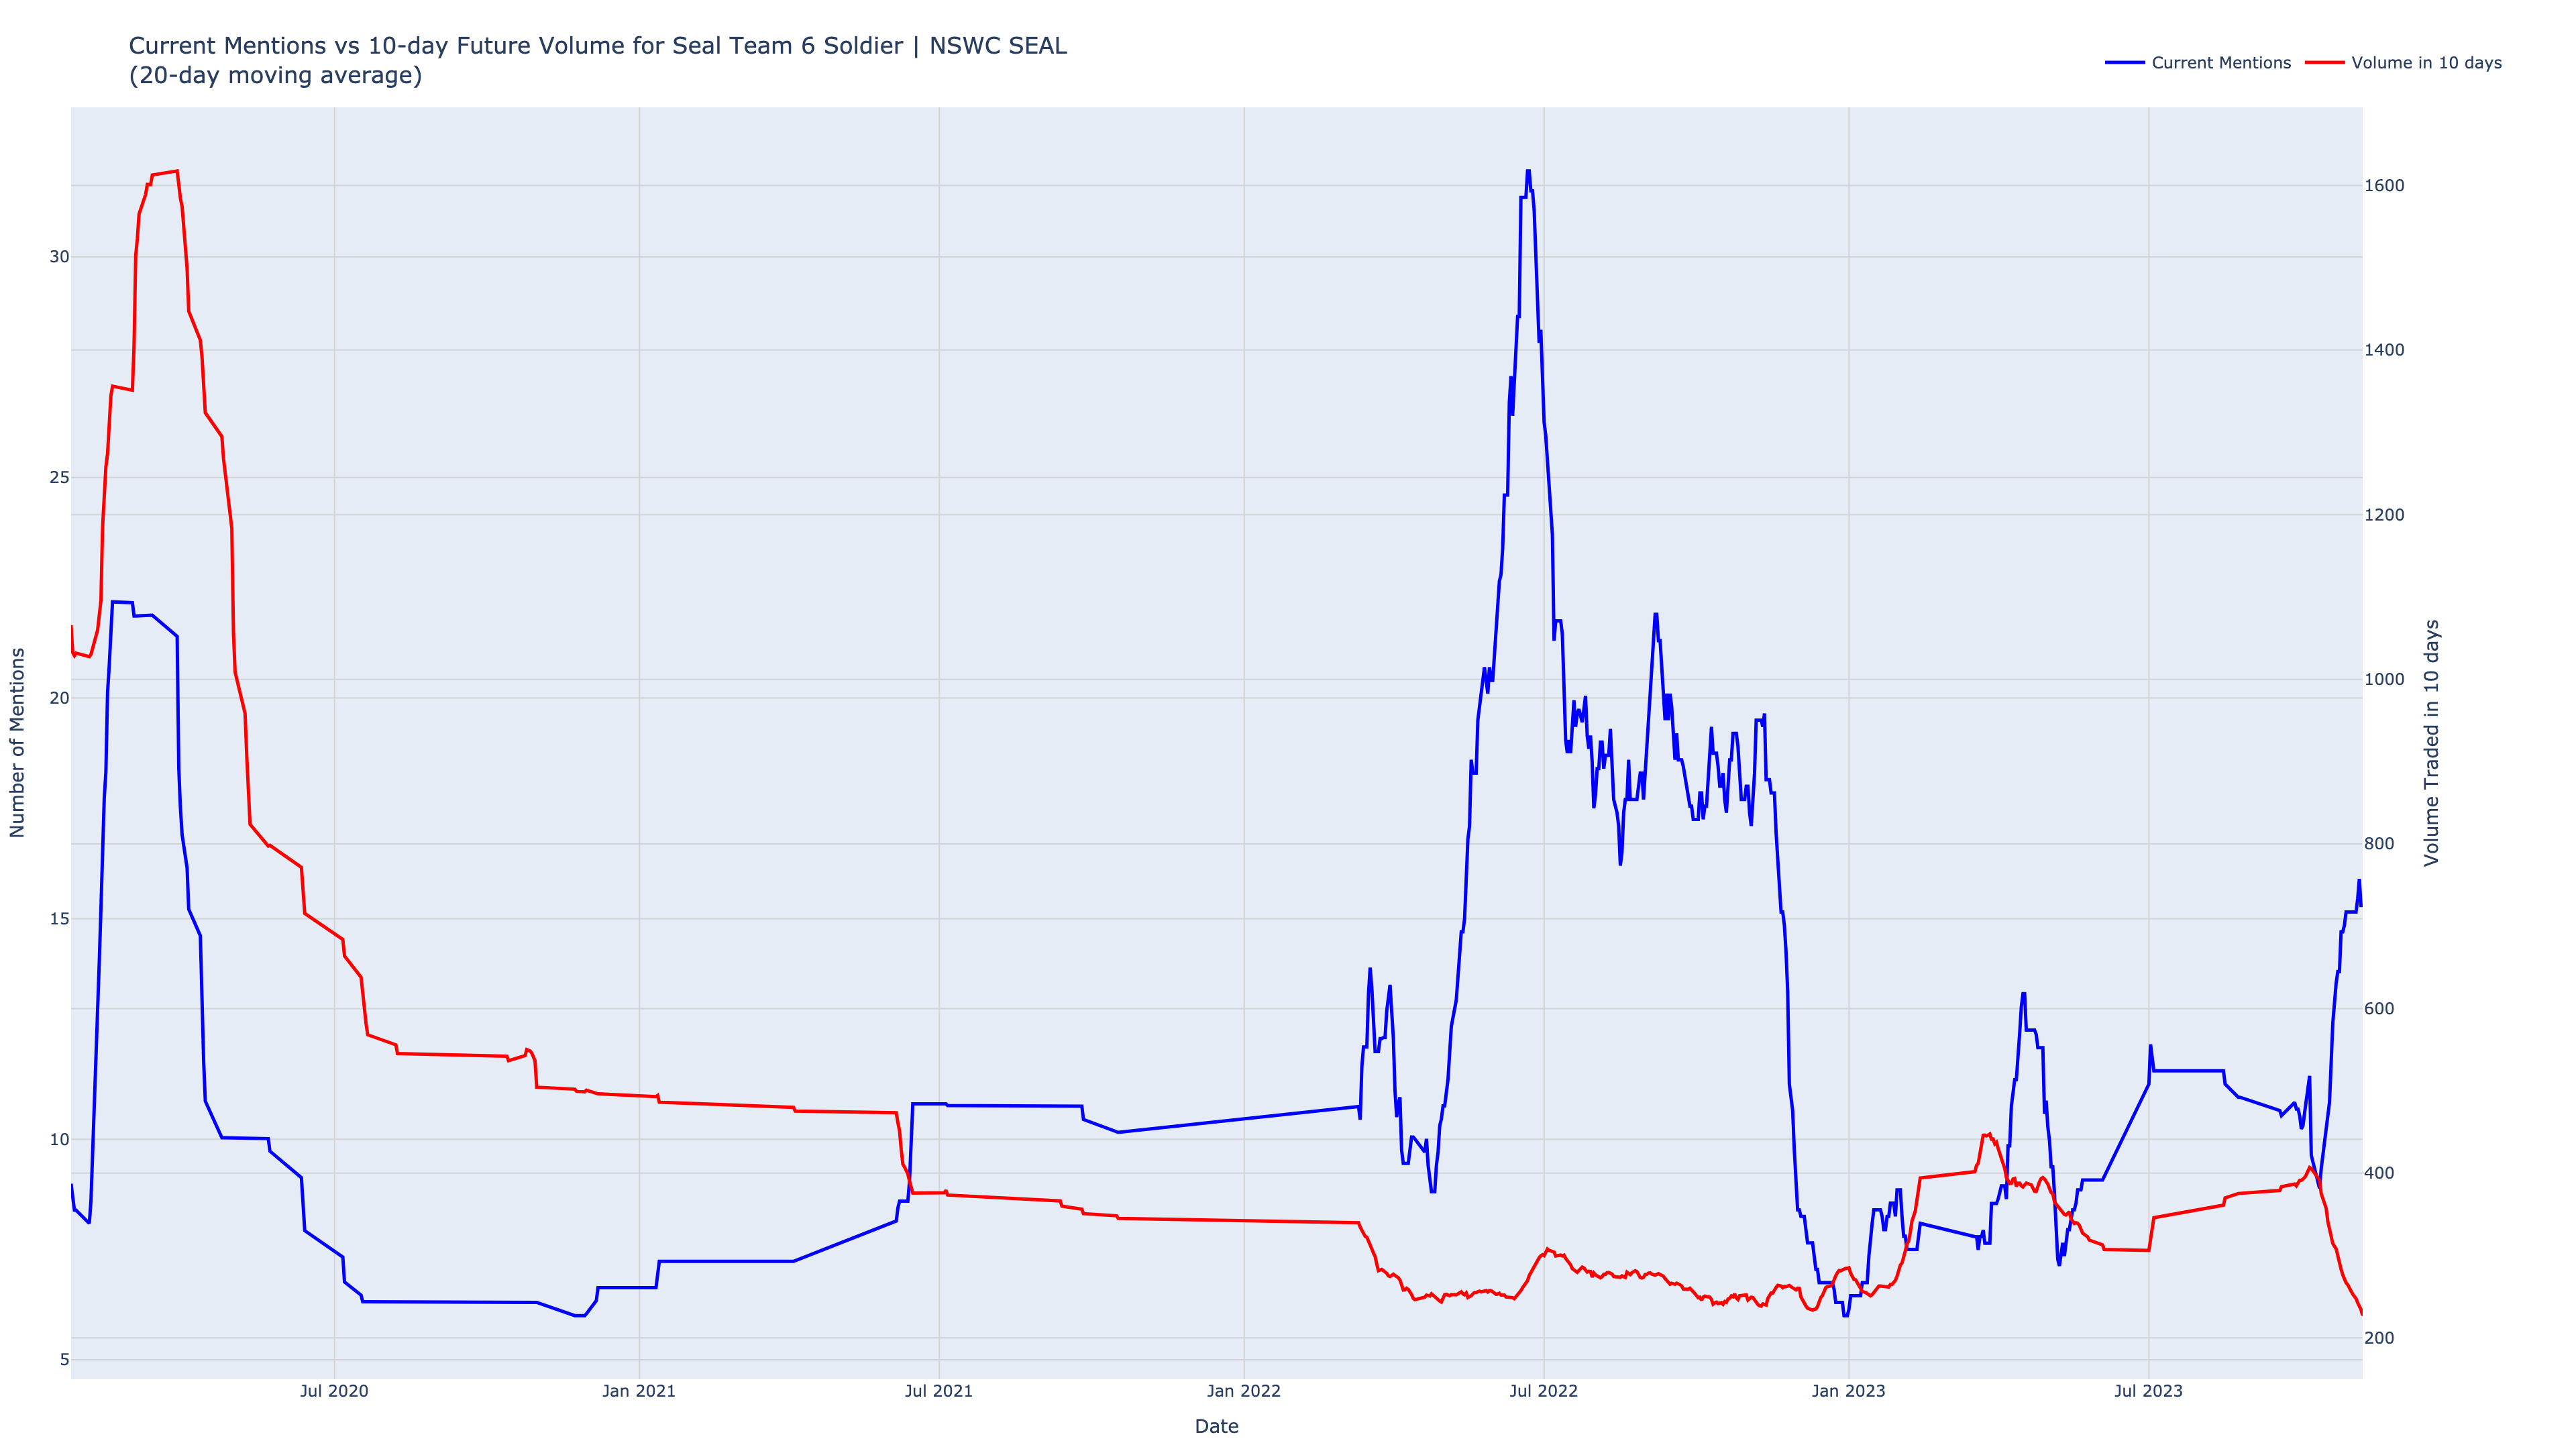 Current Mentions vs 10-day Future Volume for Seal Team 6 Soldier | NSWC SEAL
(20-day moving average)
Current Mentions
Volume in 10 days
Number of Mentions
30
25
20
15
10
5
1600
1400
1200
1000
800
600
400
200
Volume Traded in 10 days
Jul 2020
Jan 2021
Jul 2021
Jan 2022
Jul 2022
Jan 2023
Jul 2023
Date